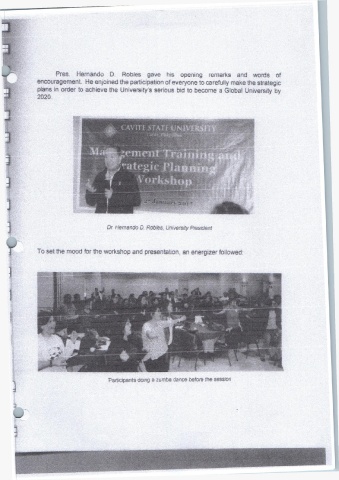 Pres. Hernando D. Robles gave his opening remarks and words of
encouragement. He enjoined the participation of everyone to carefully make the strategic
plans in order to achieve the University's serious bid to become a Global University by
2020.
CAVITE STATE UNIVERSITY
Management Training and
Strategic Planning
Workshop
Dr. Hernando D. Robles, University President
To set the mood for the workshop and presentation, an energizer followed:
Participants doing a zumba dance before the session